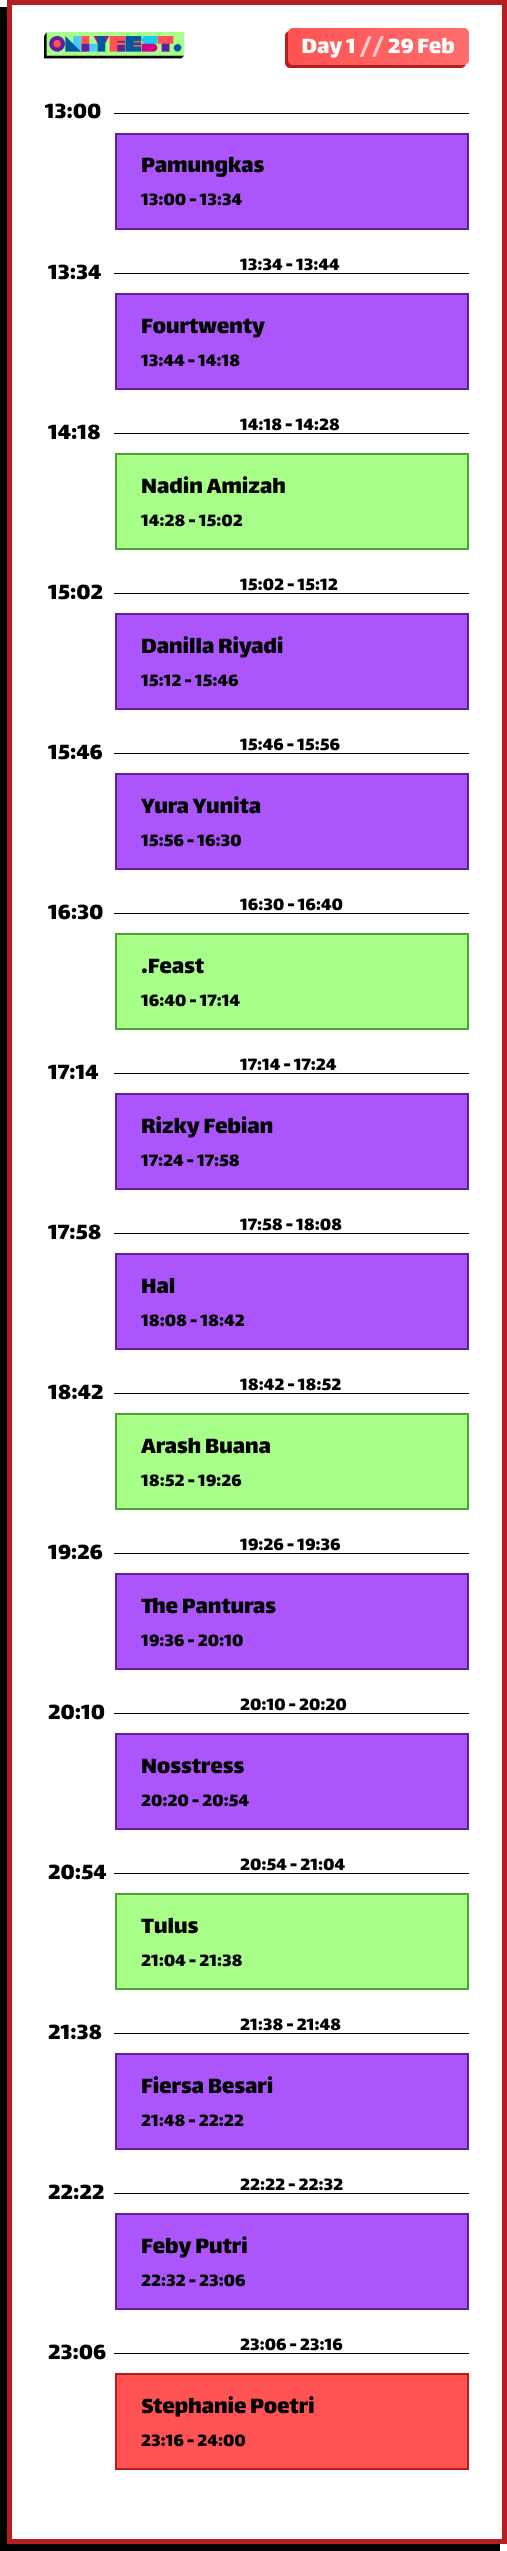 ONLYFEST.
Day 1 // 29 Feb
13:00
Pamungkas
13:00 - 13:34
13:34
13:34 - 13:44
Fourtwenty
13:44 - 14:18
14:18
14:18 - 14:28
Nadin Amizah
14:28 - 15:02
15:02
15:02 - 15:12
Danilla Riyadi
15:12 - 15:46
15:46
15:46 - 15:56
Yura Yunita
15:56 - 16:30
16:30
16:30 - 16:40
.Feast
16:40 - 17:14
17:14
17:14 - 17:24
Rizky Febian
17:24 - 17:58
17:58
17:58 - 18:08
Hal
18:08 - 18:42
18:42
18:42 - 18:52
Arash Buana
18:52 - 19:26
19:26
19:26 - 19:36
The Panturas
19:36 - 20:10
20:10
20:10 - 20:20
Nosstress
20:20 - 20:54
20:54
20:54 - 21:04
Tulus
21:04 - 21:38
21:38
21:38 - 21:48
Fiersa Besari
21:48 - 22:22
22:22
22:22 - 22:32
Feby Putri
22:32 - 23:06
23:06
23:06 - 23:16
Stephanie Poetri
23:16 - 24:00